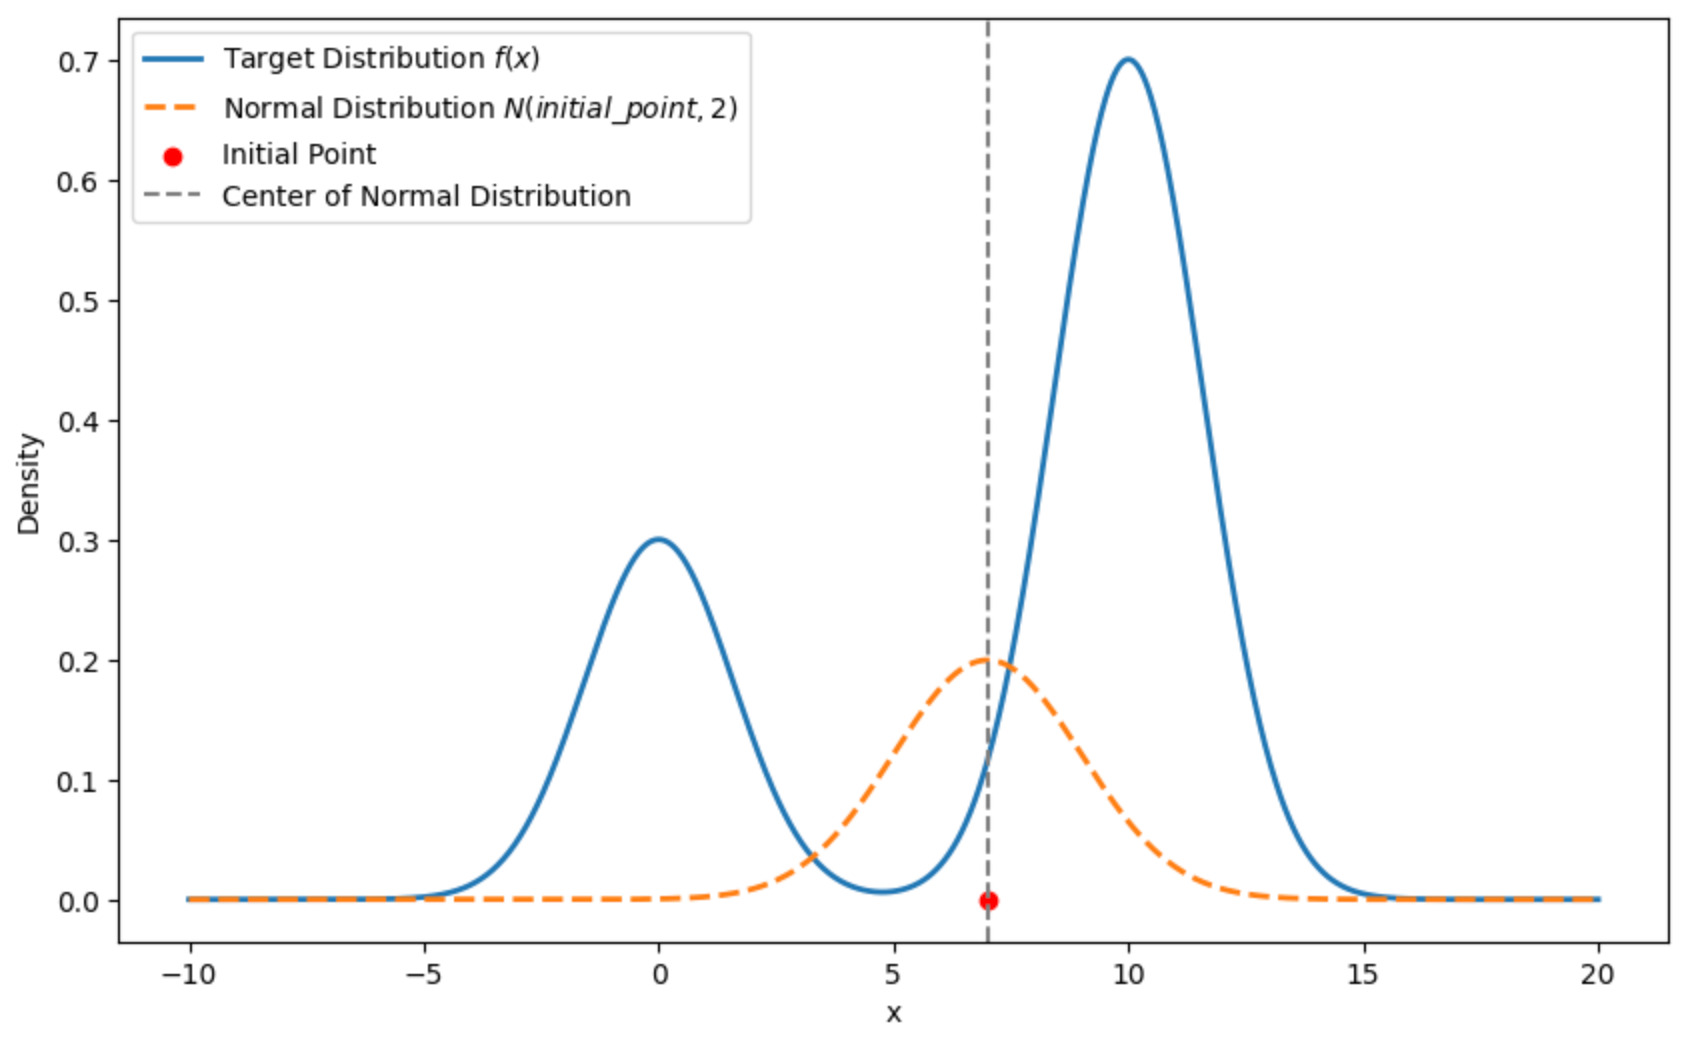 Target Distribution f(x)
Normal Distribution N(initial_point, 2)
Initial Point
Center of Normal Distribution
0.7
0.6
0.5
0.4
0.3
0.2
0.1
0.0
Density
−10
−5
0
5
10
15
20
x